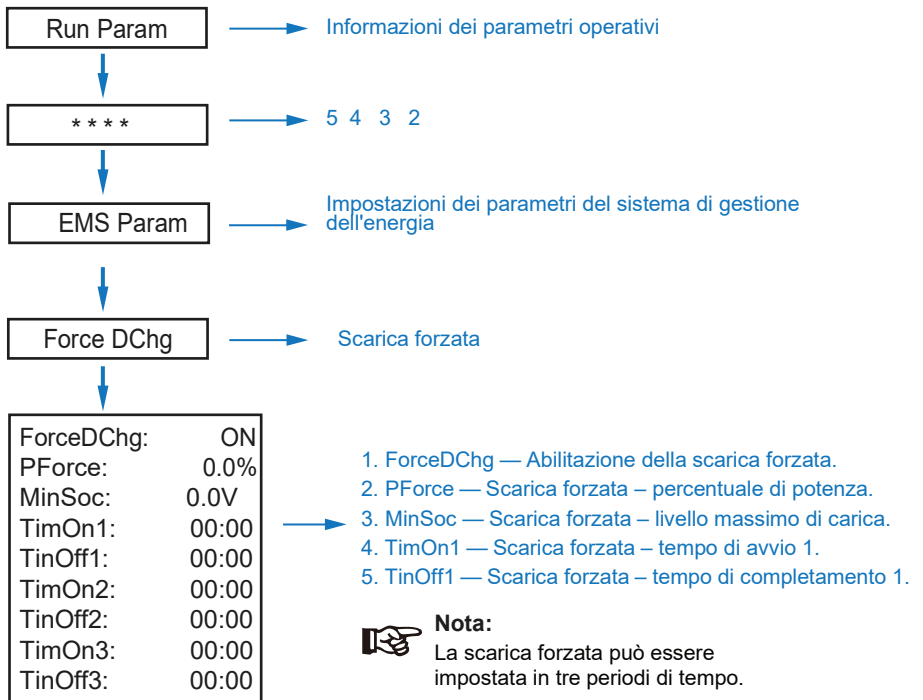 Run Param
Informazioni dei parametri operativi
* * * *
5 4 3 2
EMS Param
Impostazioni dei parametri del sistema di gestione
dell'energia
Force DChg
Scarica forzata
ForceDChg: ON
PForce: 0.0%
MinSoc: 0.0V
TimOn1: 00:00
TinOff1: 00:00
TimOn2: 00:00
TinOff2: 00:00
TimOn3: 00:00
TinOff3: 00:00
1. ForceDChg — Abilitazione della scarica forzata.
2. PForce — Scarica forzata – percentuale di potenza.
3. MinSoc — Scarica forzata – livello massimo di carica.
4. TimOn1 — Scarica forzata – tempo di avvio 1.
5. TinOff1 — Scarica forzata – tempo di completamento 1.
Nota:
La scarica forzata può essere
impostata in tre periodi di tempo.